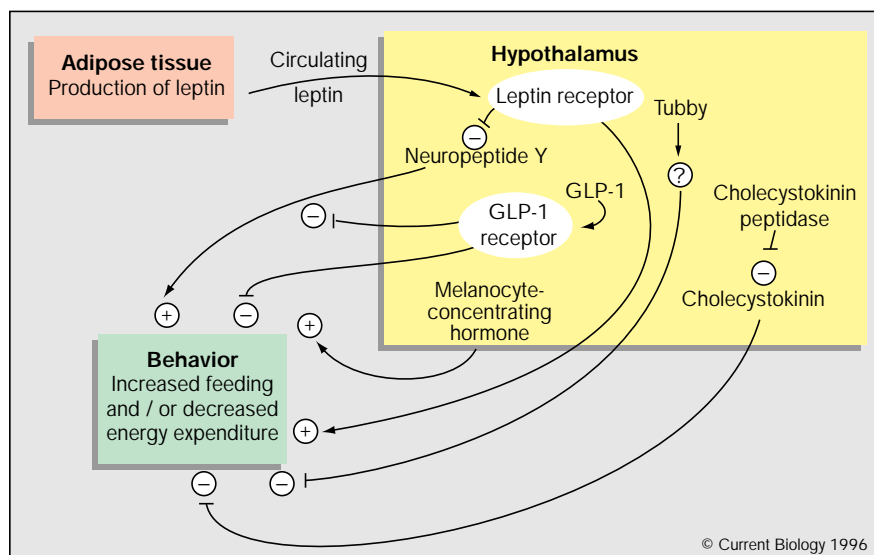 Adipose tissue
Production of leptin
Circulating
leptin
Hypothalamus
Leptin receptor
Tubby
−
Neuropeptide Y
?
GLP-1
Cholecystokinin
peptidase
−
GLP-1
receptor
−
Cholecystokinin
Melanocyte-
concentrating
hormone
+
−
+
Behavior
Increased feeding
and / or decreased
energy expenditure
+
−
−
© Current Biology 1996